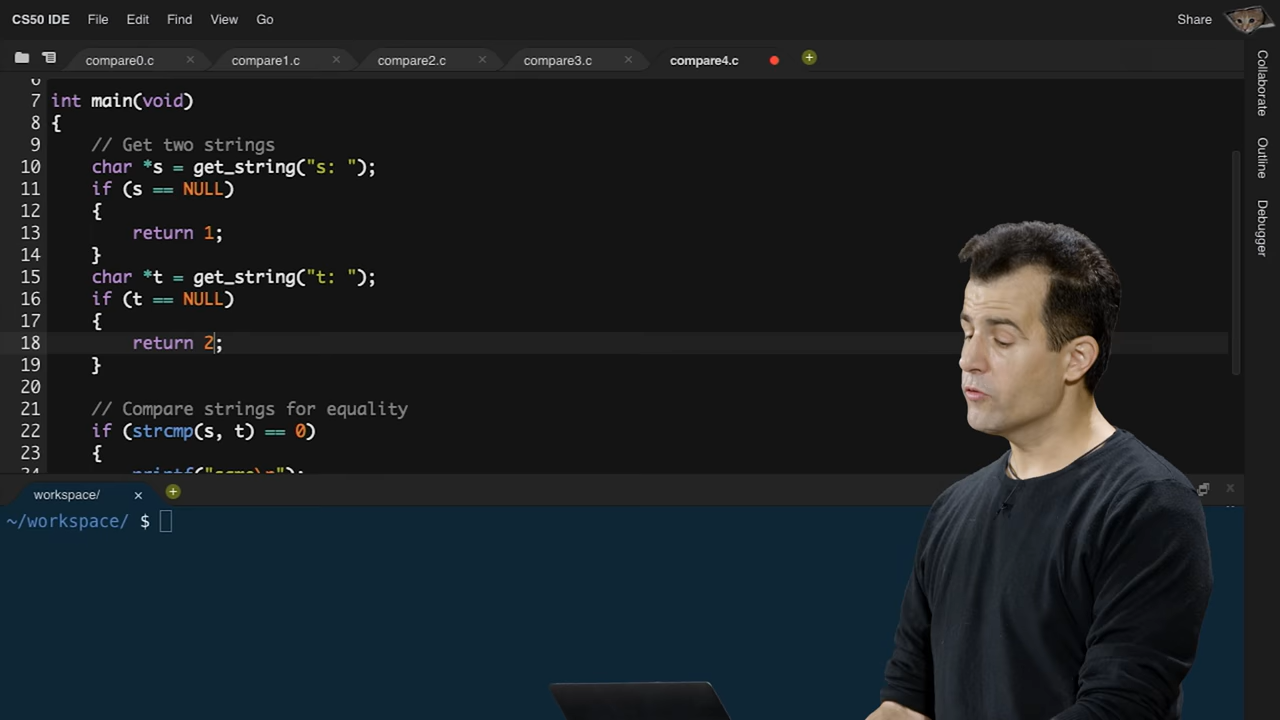 CS50 IDE File Edit Find View Go Share
compare0.c compare1.c compare2.c compare3.c compare4.c
Collaborate
Outline
Debugger
6
7 int main(void)
8 {
9 // Get two strings
10 char *s = get_string("s: ");
11 if (s == NULL)
12 {
13 return 1;
14 }
15 char *t = get_string("t: ");
16 if (t == NULL)
17 {
18 return 2;
19 }
20
21 // Compare strings for equality
22 if (strcmp(s, t) == 0)
23 {
24 printf("same\n");
workspace/
~/workspace/ $